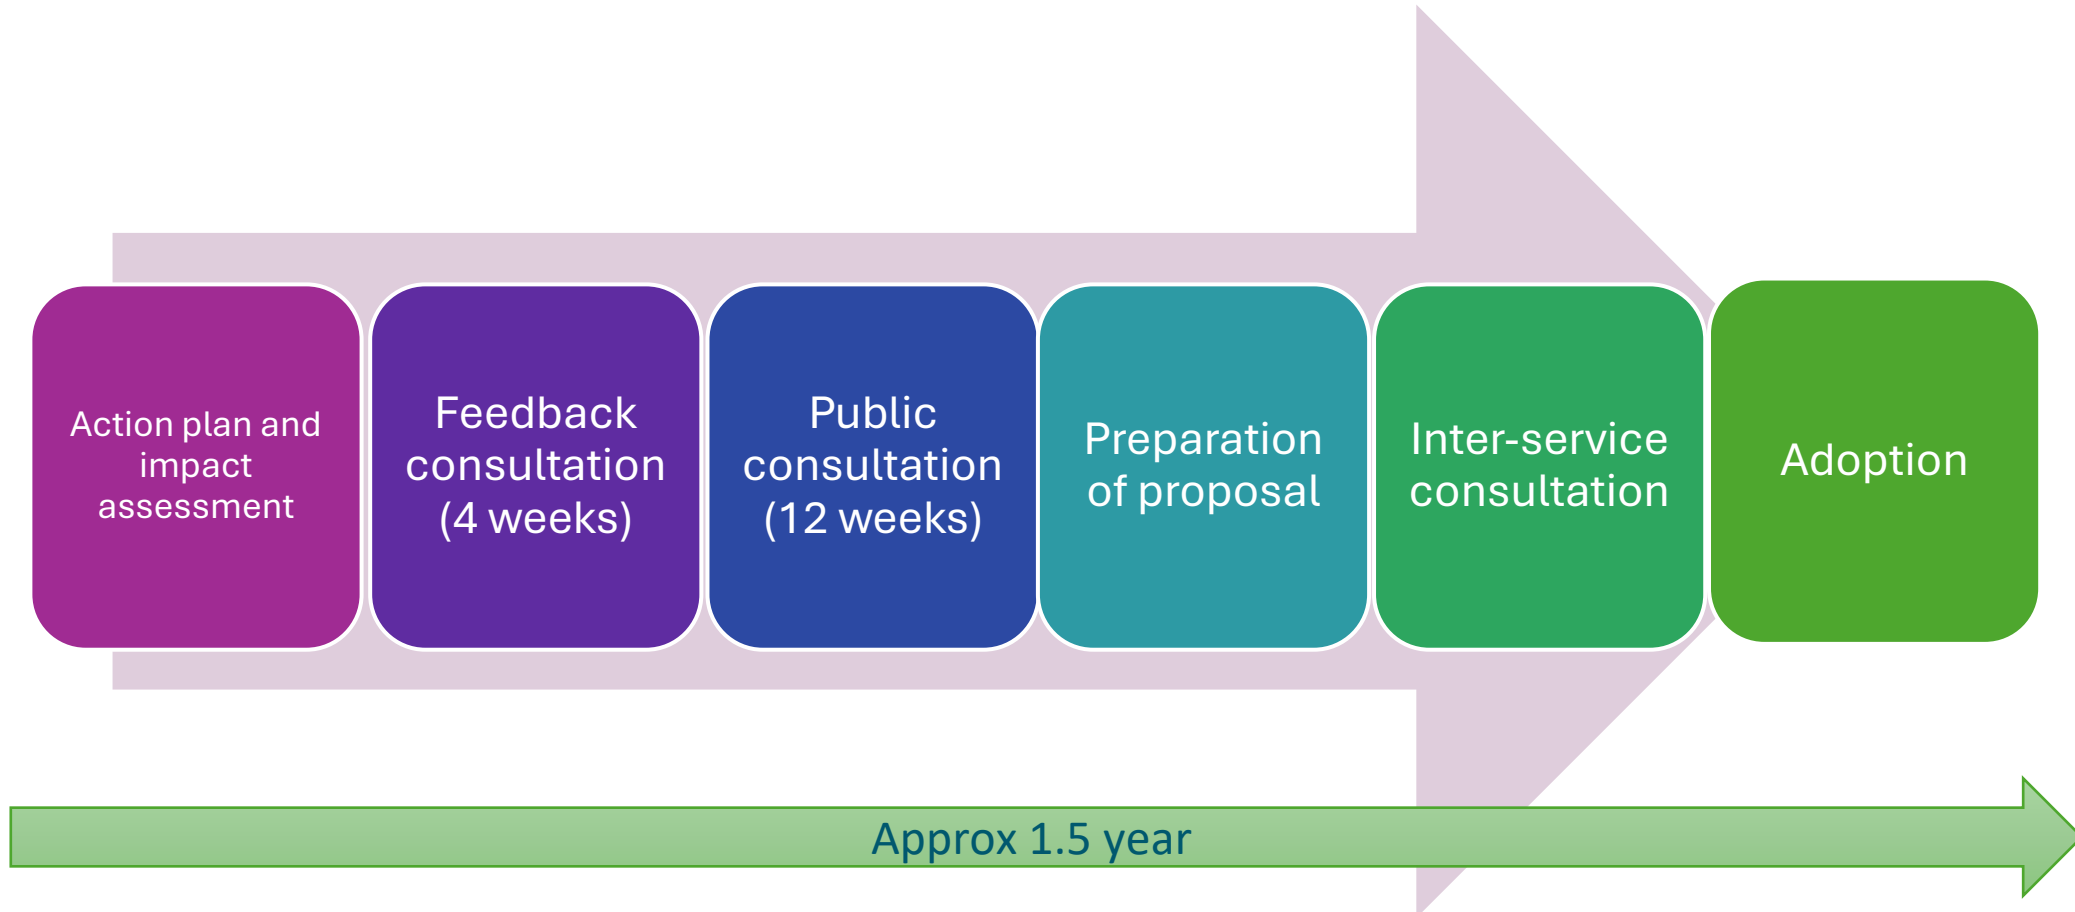 Action plan and
impact
assessment
Feedback
consultation
(4 weeks)
Public
consultation
(12 weeks)
Preparation
of proposal
Inter-service
consultation
Adoption
Approx 1.5 year